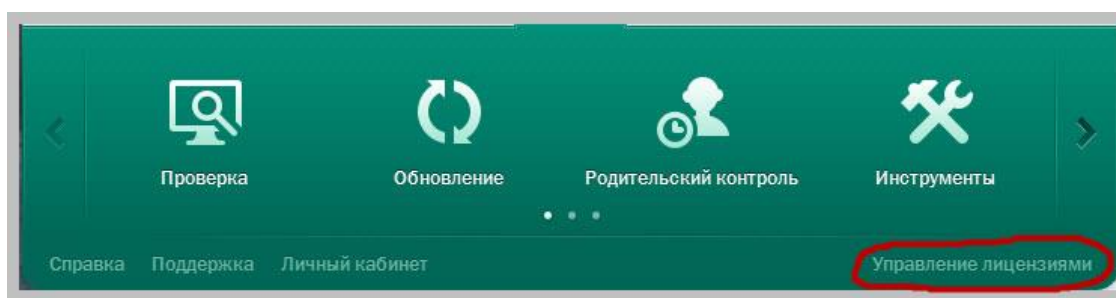 Проверка Обновление Родительский контроль Инструменты
Справка Поддержка Личный кабинет Управление лицензиями